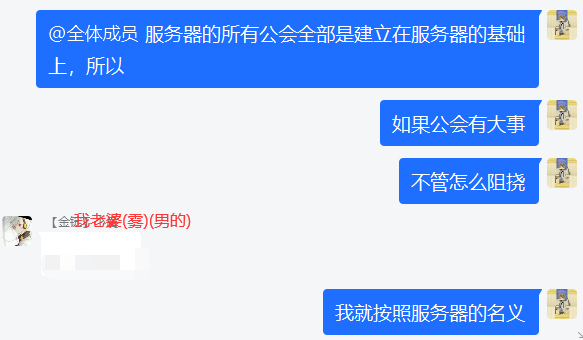 @全体成员 服务器的所有公会全部是建立在服务器的基础
上，所以
如果公会有大事
不管怎么阻挠
我老婆(雾)(男的)
我就按照服务器的名义